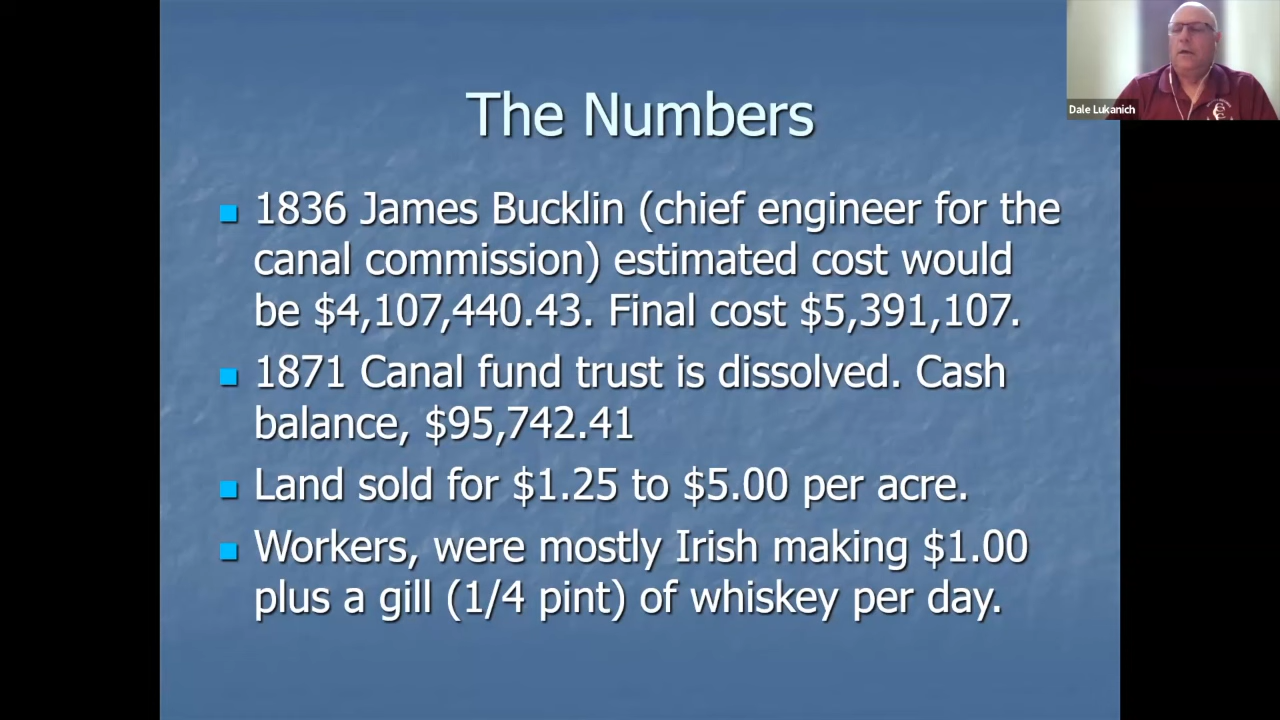 The Numbers
1836 James Bucklin (chief engineer for the
canal commission) estimated cost would
be $4,107,440.43. Final cost $5,391,107.
1871 Canal fund trust is dissolved. Cash
balance, $95,742.41
Land sold for $1.25 to $5.00 per acre.
Workers, were mostly Irish making $1.00
plus a gill (1/4 pint) of whiskey per day.
Dale Lukanich